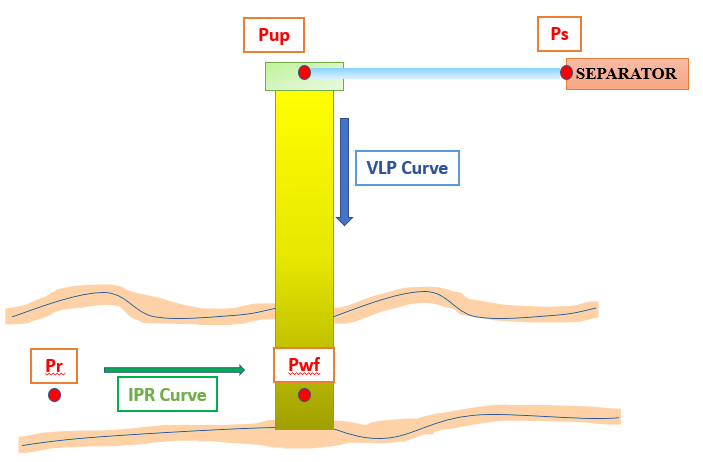 Pup
Ps
SEPARATOR
VLP Curve
Pr
Pwf
IPR Curve